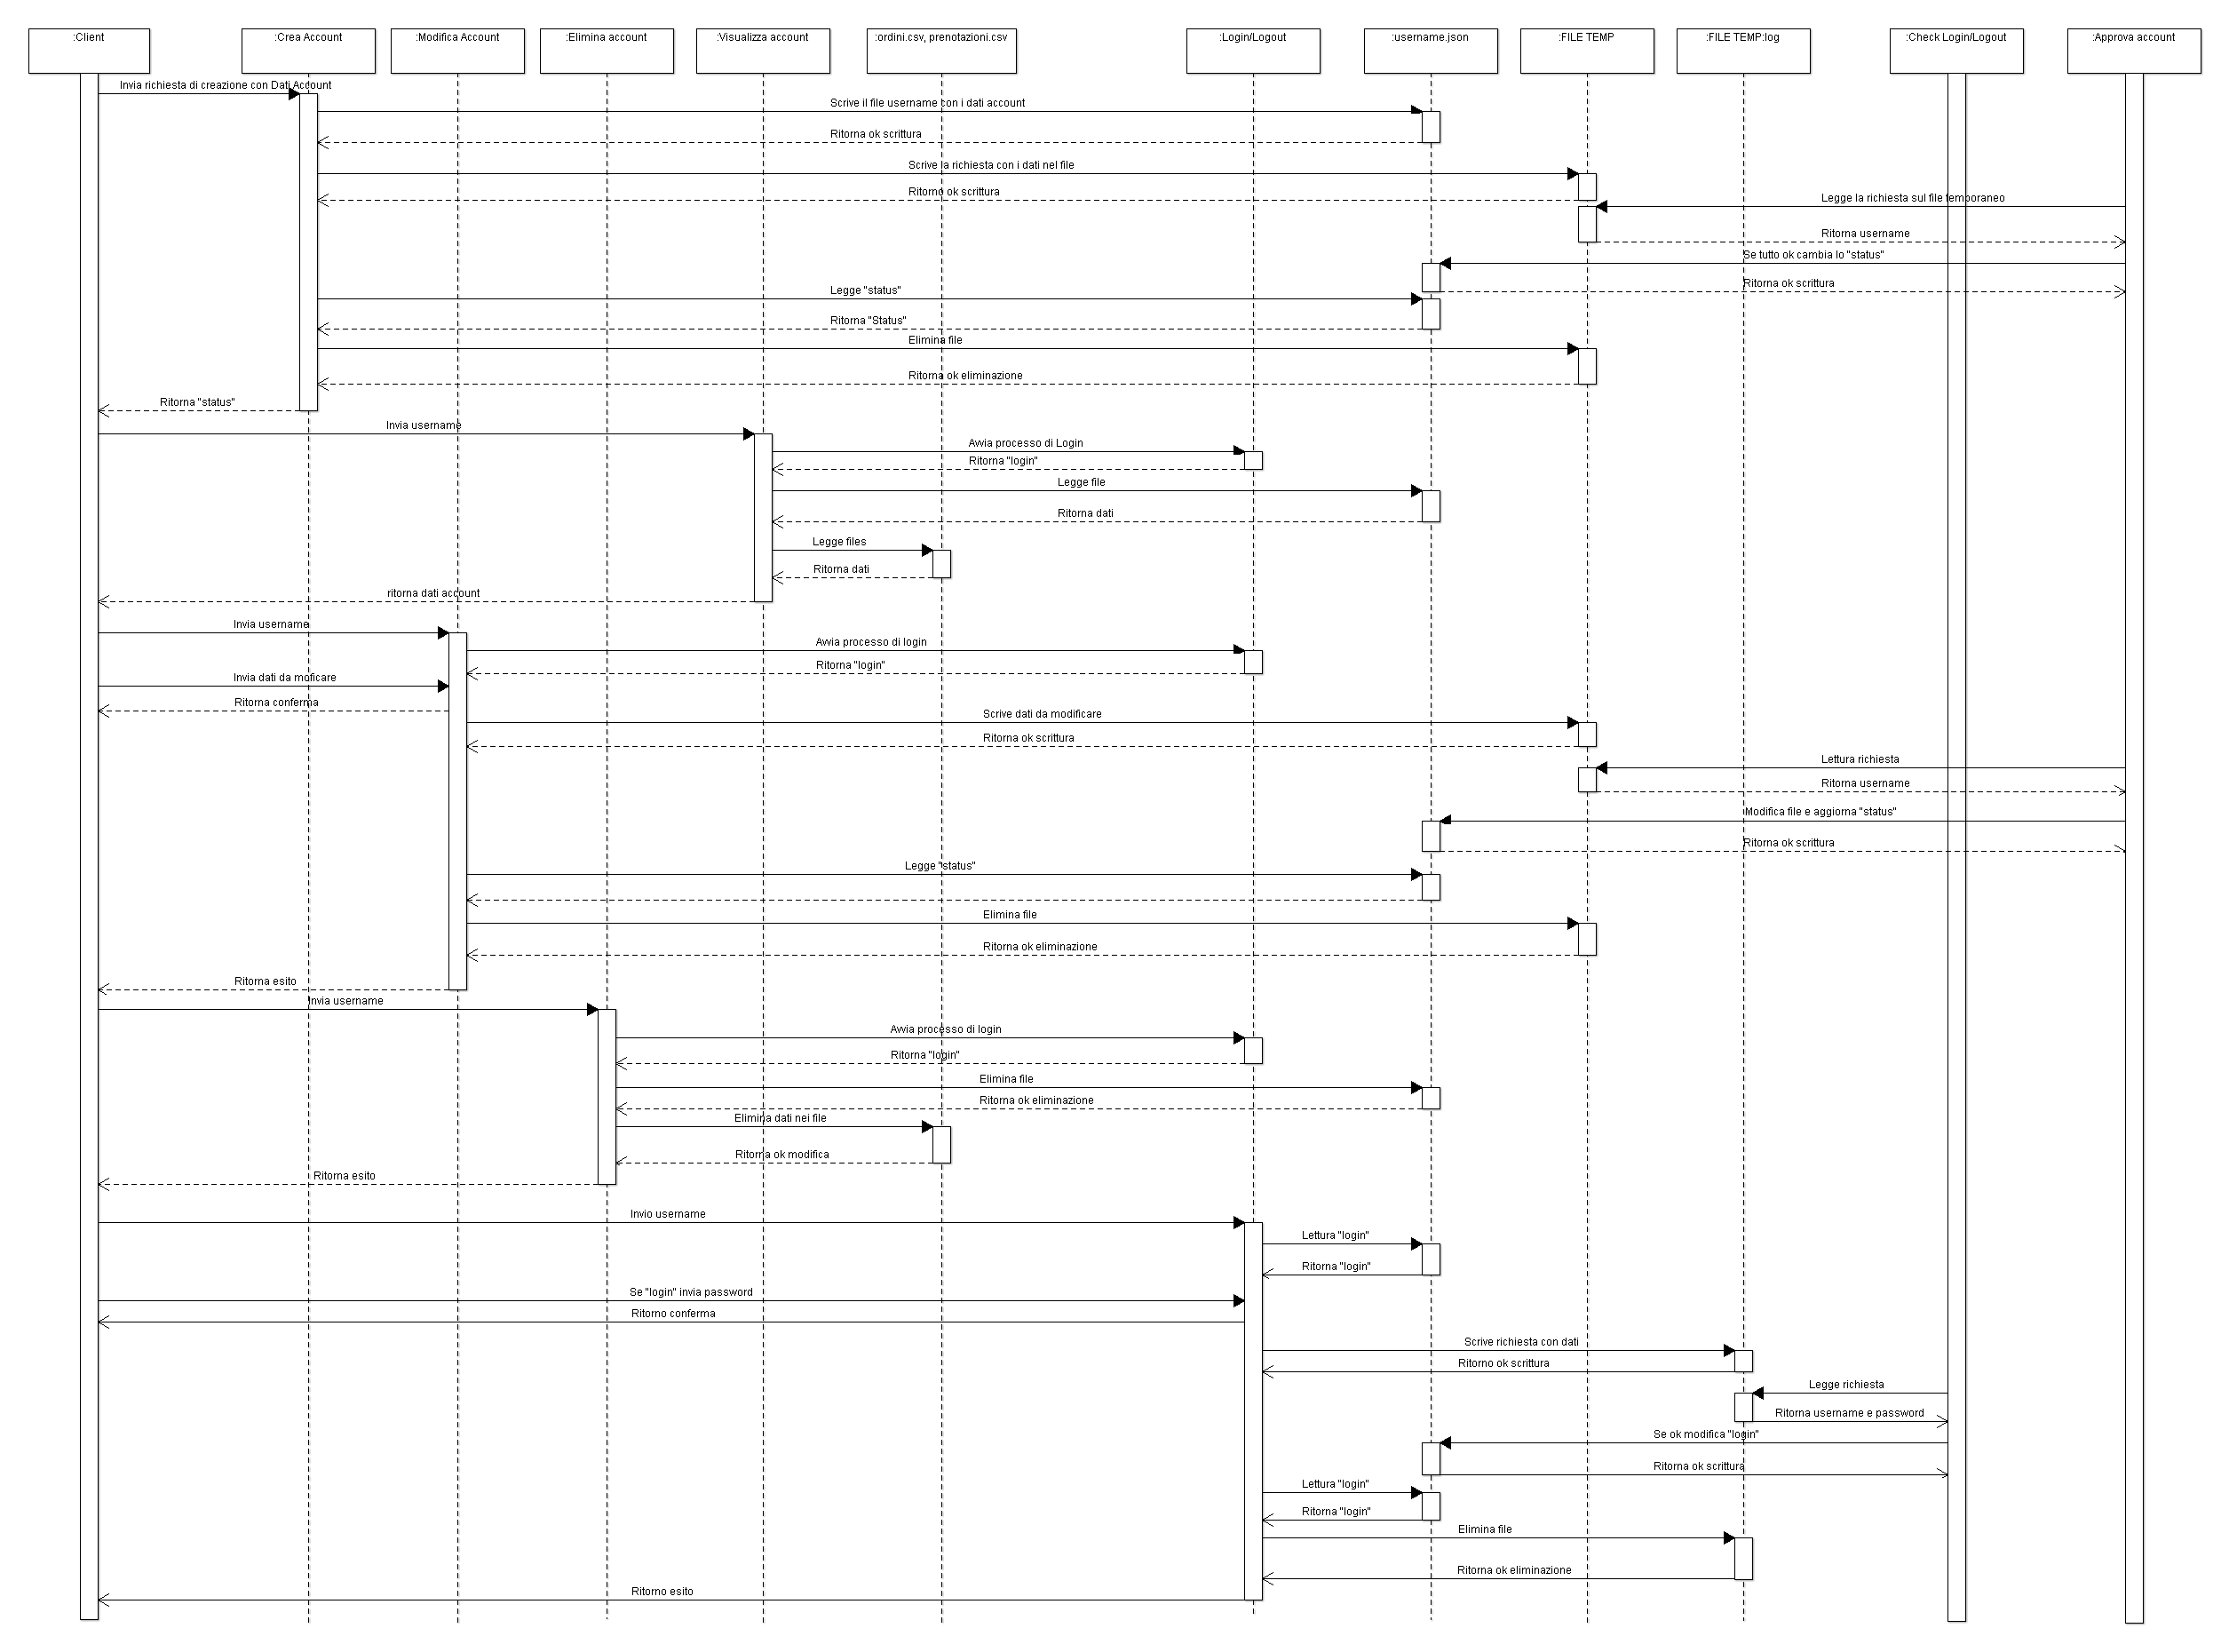 :Client
:Crea Account
:Modifica Account
:Elimina account
:Visualizza account
:ordini.csv, prenotazioni.csv
:Login/Logout
:username.json
:FILE TEMP
:FILE TEMP:log
:Check Login/Logout
:Approva account
Invia richiesta di creazione con Dati Account
Scrive il file username con i dati account
Ritorna ok scrittura
Scrive la richiesta con i dati nel file
Ritorno ok scrittura
Legge la richiesta sul file temporaneo
Ritorna username
Se tutto ok cambia lo "status"
Ritorna ok scrittura
Legge "status"
Ritorna "Status"
Elimina file
Ritorna ok eliminazione
Ritorna "status"
Invia username
Avvia processo di Login
Ritorna "login"
Legge file
Ritorna dati
Legge files
Ritorna dati
ritorna dati account
Invia username
Avvia processo di login
Ritorna "login"
Invia dati da moficare
Ritorna conferma
Scrive dati da modificare
Ritorna ok scrittura
Lettura richiesta
Ritorna username
Modifica file e aggiorna "status"
Ritorna ok scrittura
Legge "status"
Elimina file
Ritorna ok eliminazione
Ritorna esito
Invia username
Avvia processo di login
Ritorna "login"
Elimina file
Ritorna ok eliminazione
Elimina dati nei file
Ritorna ok modifica
Ritorna esito
Invio username
Lettura "login"
Ritorna "login"
Se "login" invia password
Ritorno conferma
Scrive richiesta con dati
Ritorno ok scrittura
Legge richiesta
Ritorna username e password
Se ok modifica "login"
Ritorna ok scrittura
Lettura "login"
Ritorna "login"
Elimina file
Ritorna ok eliminazione
Ritorno esito